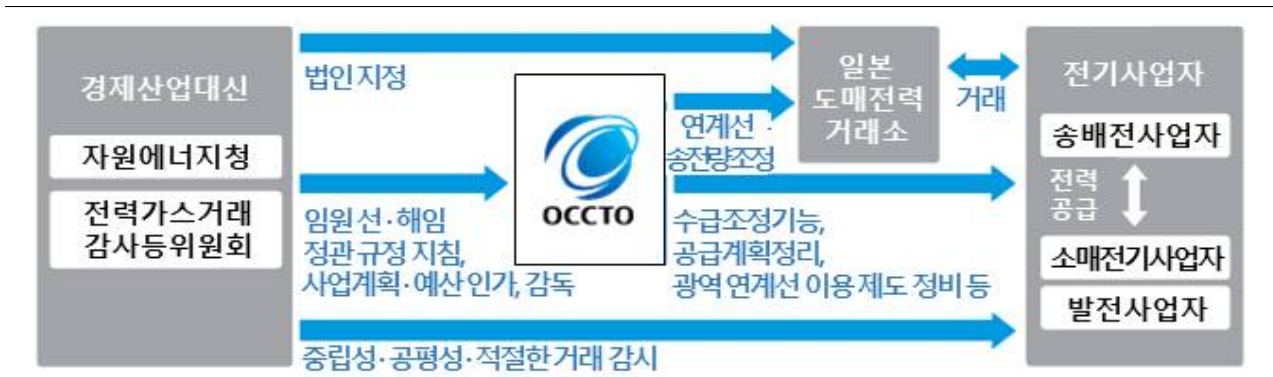 경제산업대신
자원에너지청
전력가스거래
감사등위원회
법인지정
임원 선·해임
정관 규정 지침,
사업계획·예산 인가, 감독
중립성·공평성·적절한 거래 감시
OCCTO
연계선·
송전량조정
수급조정기능,
공급계획정리,
광역 연계선 이용 제도 정비 등
일본
도매전력
거래소
거래
전기사업자
송배전사업자
전력
공급
소매전기사업자
발전사업자